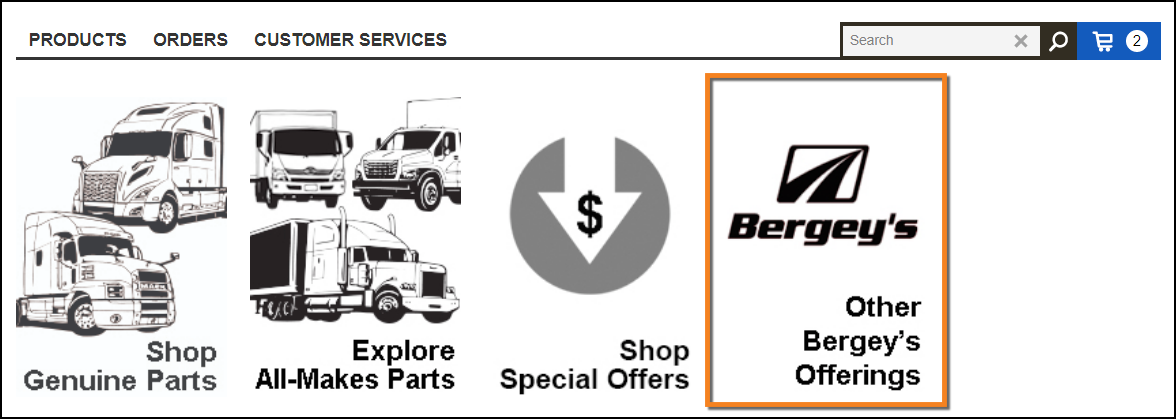 PRODUCTS ORDERS CUSTOMER SERVICES Search 2
MACK
Shop
Genuine Parts
Explore
All-Makes Parts
$
Shop
Special Offers
Bergey's
Other
Bergey’s
Offerings